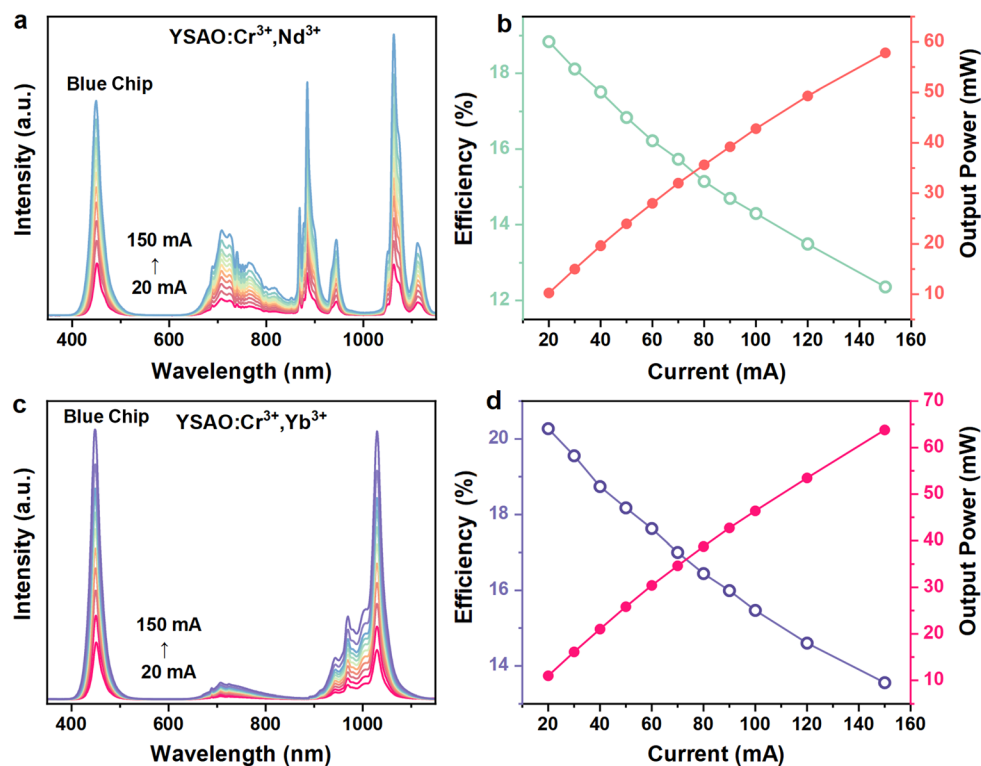 a
YSAO:Cr³⁺,Nd³⁺
Blue Chip
150 mA
↑
20 mA
Intensity (a.u.)
400 600 800 1000
Wavelength (nm)
b
18
16
14
12
Efficiency (%)
60
50
40
30
20
10
Output Power (mW)
20 40 60 80 100 120 140 160
Current (mA)
c
Blue Chip
YSAO:Cr³⁺,Yb³⁺
150 mA
↑
20 mA
Intensity (a.u.)
400 600 800 1000
Wavelength (nm)
d
20
18
16
14
Efficiency (%)
70
60
50
40
30
20
10
Output Power (mW)
20 40 60 80 100 120 140 160
Current (mA)